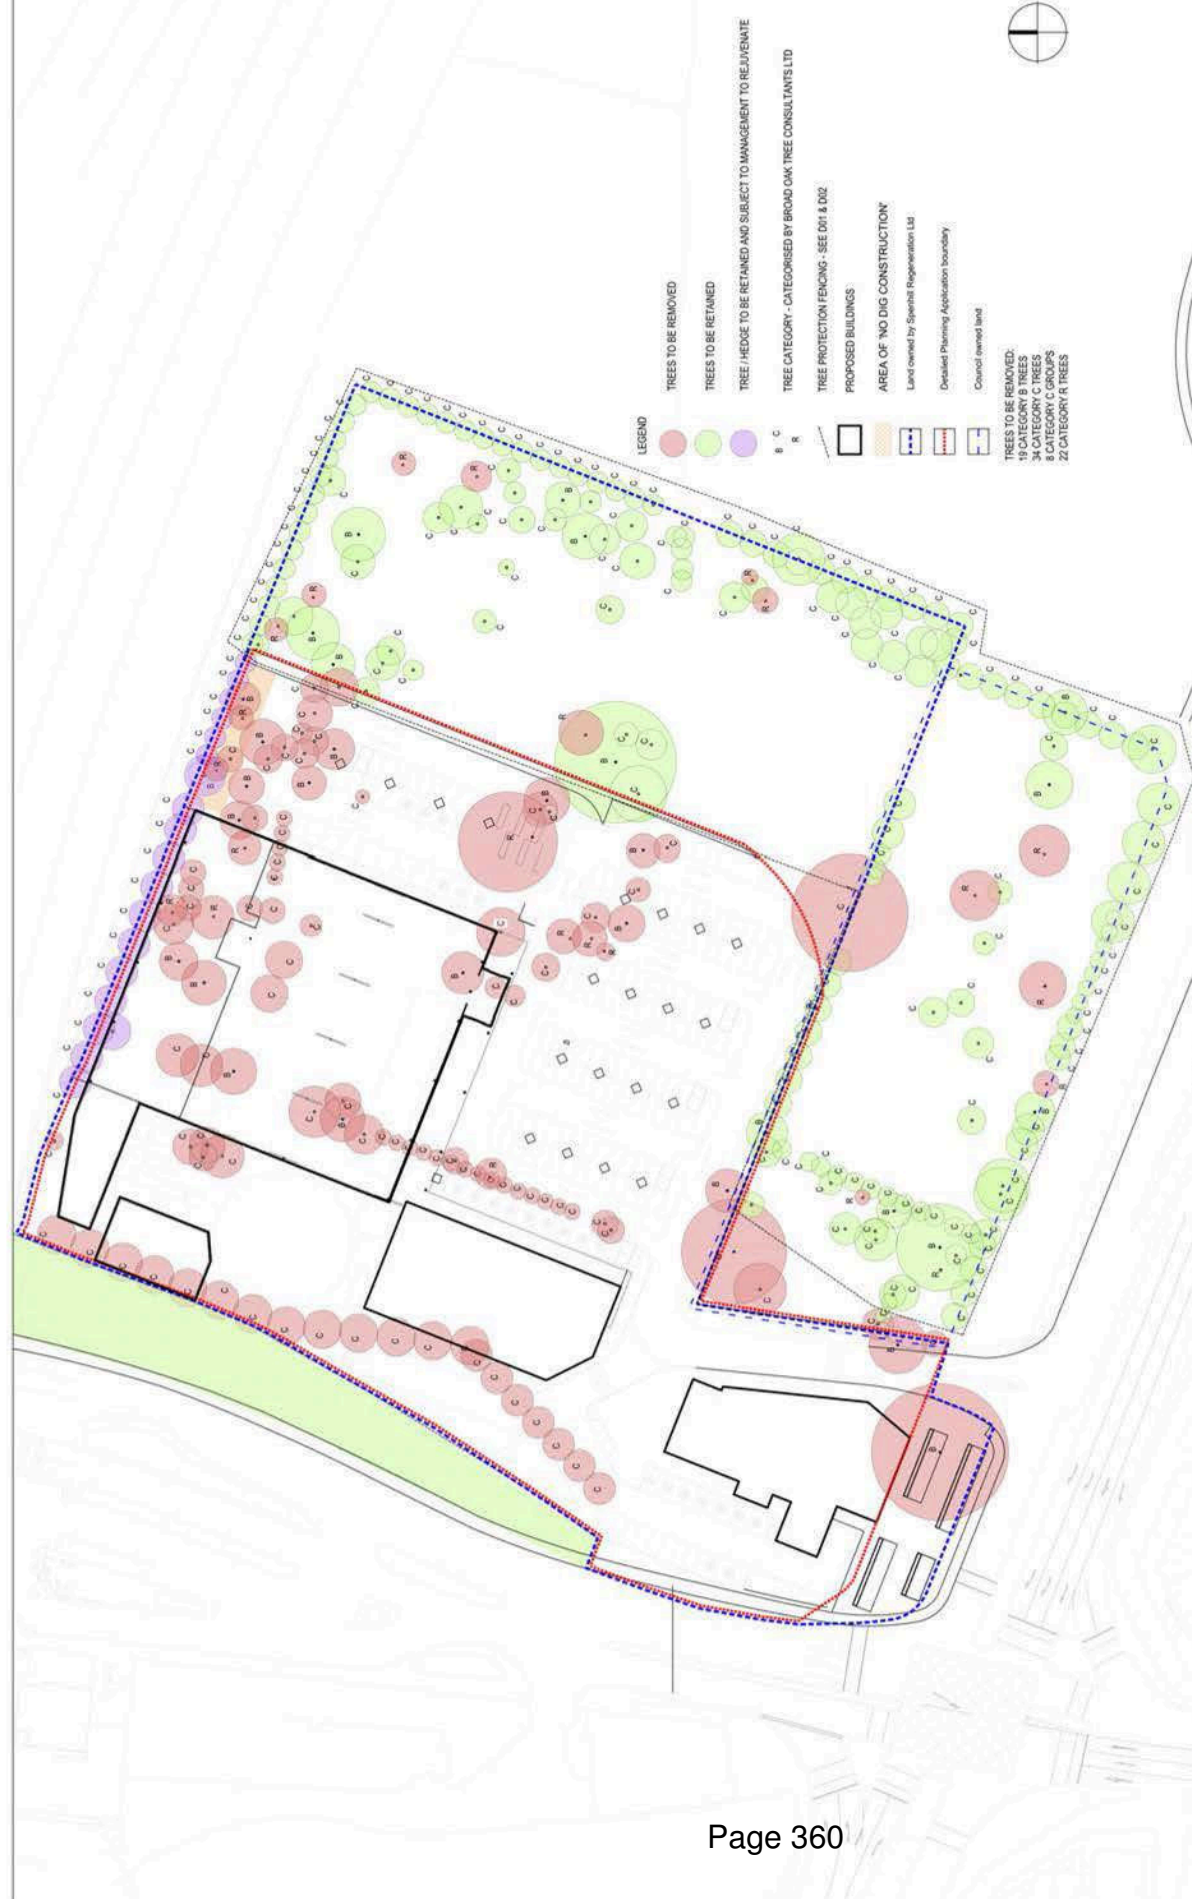 LEGEND
TREES TO BE REMOVED
TREES TO BE RETAINED
TREE / HEDGE TO BE RETAINED AND SUBJECT TO MANAGEMENT TO REJUVENATE
B C
R
TREE CATEGORY - CATEGORISED BY BROAD OAK TREE CONSULTANTS LTD
TREE PROTECTION FENCING - SEE D01 & D02
PROPOSED BUILDINGS
AREA OF 'NO DIG CONSTRUCTION'
Land owned by Spenhill Regeneration Ltd
Detailed Planning Application boundary
Council owned land
TREES TO BE REMOVED:
19 CATEGORY B TREES
34 CATEGORY C TREES
8 CATEGORY C GROUPS
22 CATEGORY R TREES
Page 360